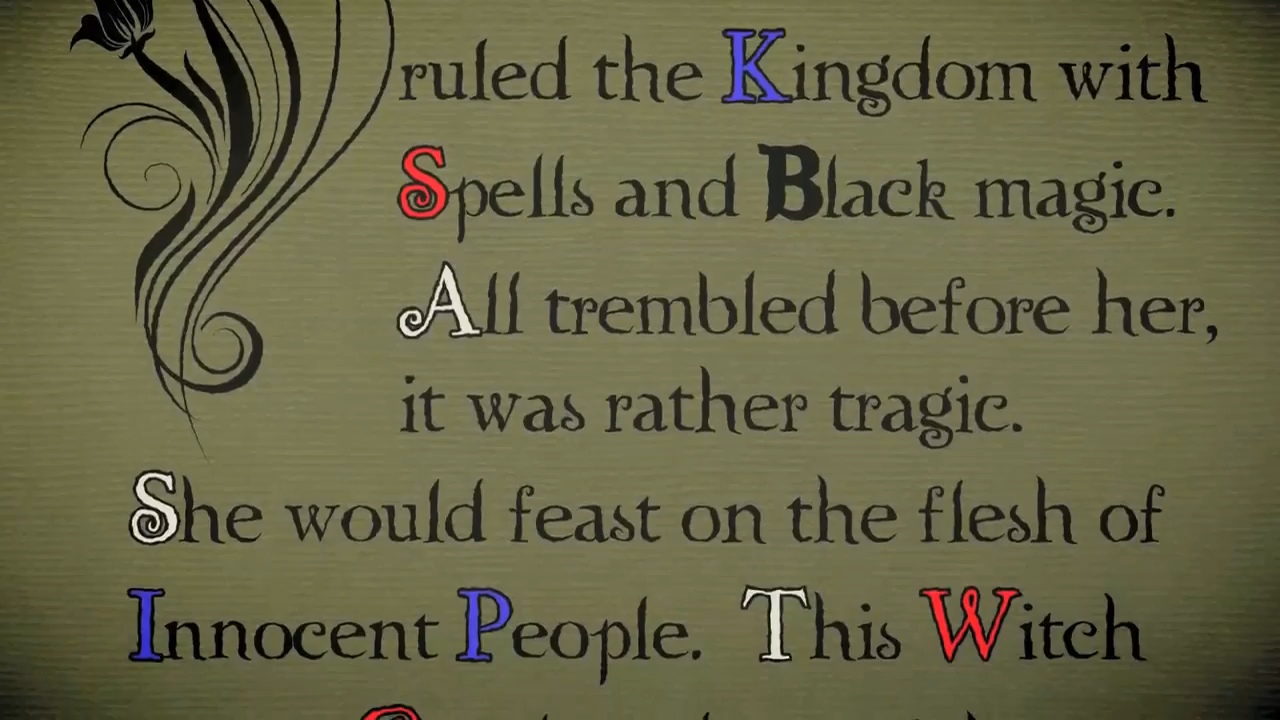 ruled the Kingdom with
Spells and Black magic.
All trembled before her,
it was rather tragic.
She would feast on the flesh of
Innocent People. This Witch